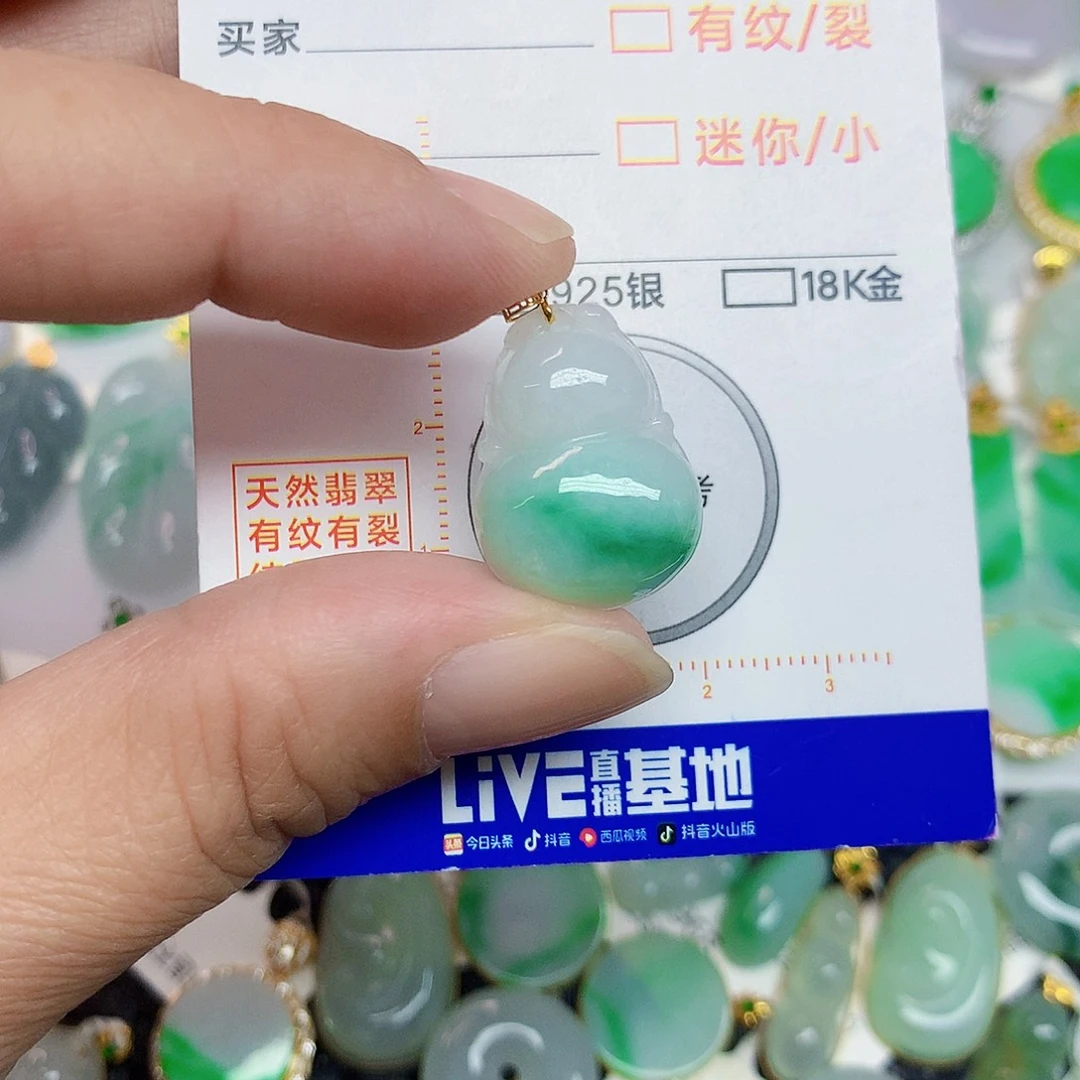 买家 有纹/裂
迷你/小
925银 18K金
2
天然翡翠
有纹有裂
1
2 3
LiVE直播基地
今日头条 抖音 西瓜视频 抖音火山版